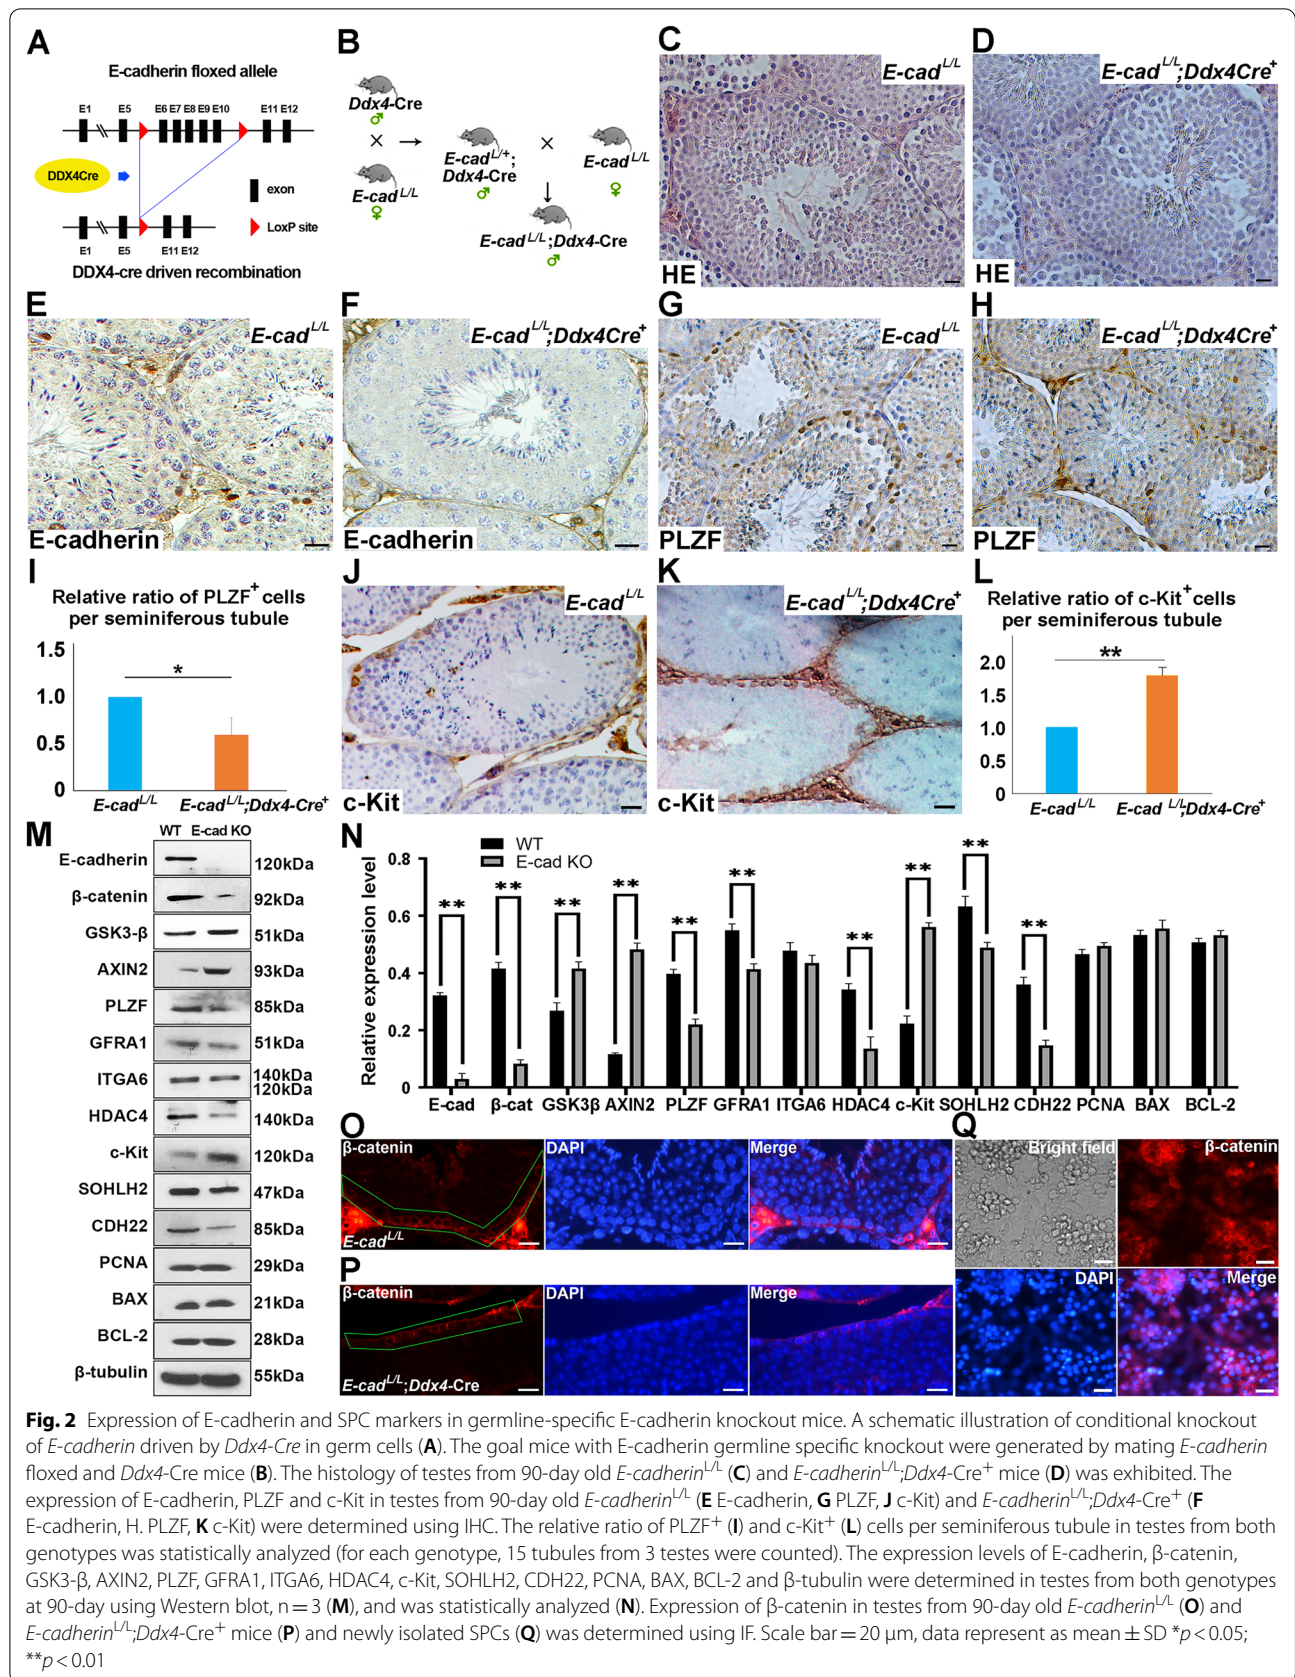 A
E-cadherin floxed allele
E1 E5 E6 E7 E8 E9 E10 E11 E12
DDX4Cre
exon
LoxP site
E1 E5 E11 E12
DDX4-cre driven recombination
B
Ddx4-Cre
♂
×
E-cad L/L
♀
E-cad L/+;
Ddx4-Cre
♂
×
E-cad L/L
♀
E-cad L/L;Ddx4-Cre
♂
C
E-cad L/L
HE
D
E-cad L/L;Ddx4Cre+
HE
E
E-cad L/L
E-cadherin
F
E-cad L/L;Ddx4Cre+
E-cadherin
G
E-cad L/L
PLZF
H
E-cad L/L;Ddx4Cre+
PLZF
I
Relative ratio of PLZF+ cells
per seminiferous tubule
1.5
1.0
0.5
0
*
E-cad L/L
E-cad L/L;Ddx4-Cre+
J
E-cad L/L
c-Kit
K
E-cad L/L;Ddx4Cre+
c-Kit
L
Relative ratio of c-Kit+ cells
per seminiferous tubule
2.0
1.5
1.0
0.5
0
**
E-cad L/L
E-cad L/L;Ddx4-Cre+
M
WT E-cad KO
E-cadherin 120kDa
β-catenin 92kDa
GSK3-β 51kDa
AXIN2 93kDa
PLZF 85kDa
GFRA1 51kDa
ITGA6 140kDa
120kDa
HDAC4 140kDa
c-Kit 120kDa
SOHLH2 47kDa
CDH22 85kDa
PCNA 29kDa
BAX 21kDa
BCL-2 28kDa
β-tubulin 55kDa
N
WT
E-cad KO
Relative expression level
0.8
0.6
0.4
0.2
0
** ** ** ** ** ** ** ** ** **
E-cad β-cat GSK3β AXIN2 PLZF GFRA1 ITGA6 HDAC4 c-Kit SOHLH2 CDH22 PCNA BAX BCL-2
O
β-catenin
DAPI
Merge
E-cad L/L
P
β-catenin
DAPI
Merge
E-cad L/L;Ddx4-Cre
Q
Bright field
β-catenin
DAPI
Merge
Fig. 2 Expression of E-cadherin and SPC markers in germline-specific E-cadherin knockout mice. A schematic illustration of conditional knockout
of E-cadherin driven by Ddx4-Cre in germ cells (A). The goal mice with E-cadherin germline specific knockout were generated by mating E-cadherin
floxed and Ddx4-Cre mice (B). The histology of testes from 90-day old E-cadherin L/L (C) and E-cadherin L/L;Ddx4-Cre+ mice (D) was exhibited. The
expression of E-cadherin, PLZF and c-Kit in testes from 90-day old E-cadherin L/L (E E-cadherin, G PLZF, J c-Kit) and E-cadherin L/L;Ddx4-Cre+ (F
E-cadherin, H. PLZF, K c-Kit) were determined using IHC. The relative ratio of PLZF+ (I) and c-Kit+ (L) cells per seminiferous tubule in testes from both
genotypes was statistically analyzed (for each genotype, 15 tubules from 3 testes were counted). The expression levels of E-cadherin, β-catenin,
GSK3-β, AXIN2, PLZF, GFRA1, ITGA6, HDAC4, c-Kit, SOHLH2, CDH22, PCNA, BAX, BCL-2 and β-tubulin were determined in testes from both genotypes
at 90-day using Western blot, n = 3 (M), and was statistically analyzed (N). Expression of β-catenin in testes from 90-day old E-cadherin L/L (O) and
E-cadherin L/L;Ddx4-Cre+ mice (P) and newly isolated SPCs (Q) was determined using IF. Scale bar = 20 μm, data represent as mean ± SD *p < 0.05;
**p < 0.01